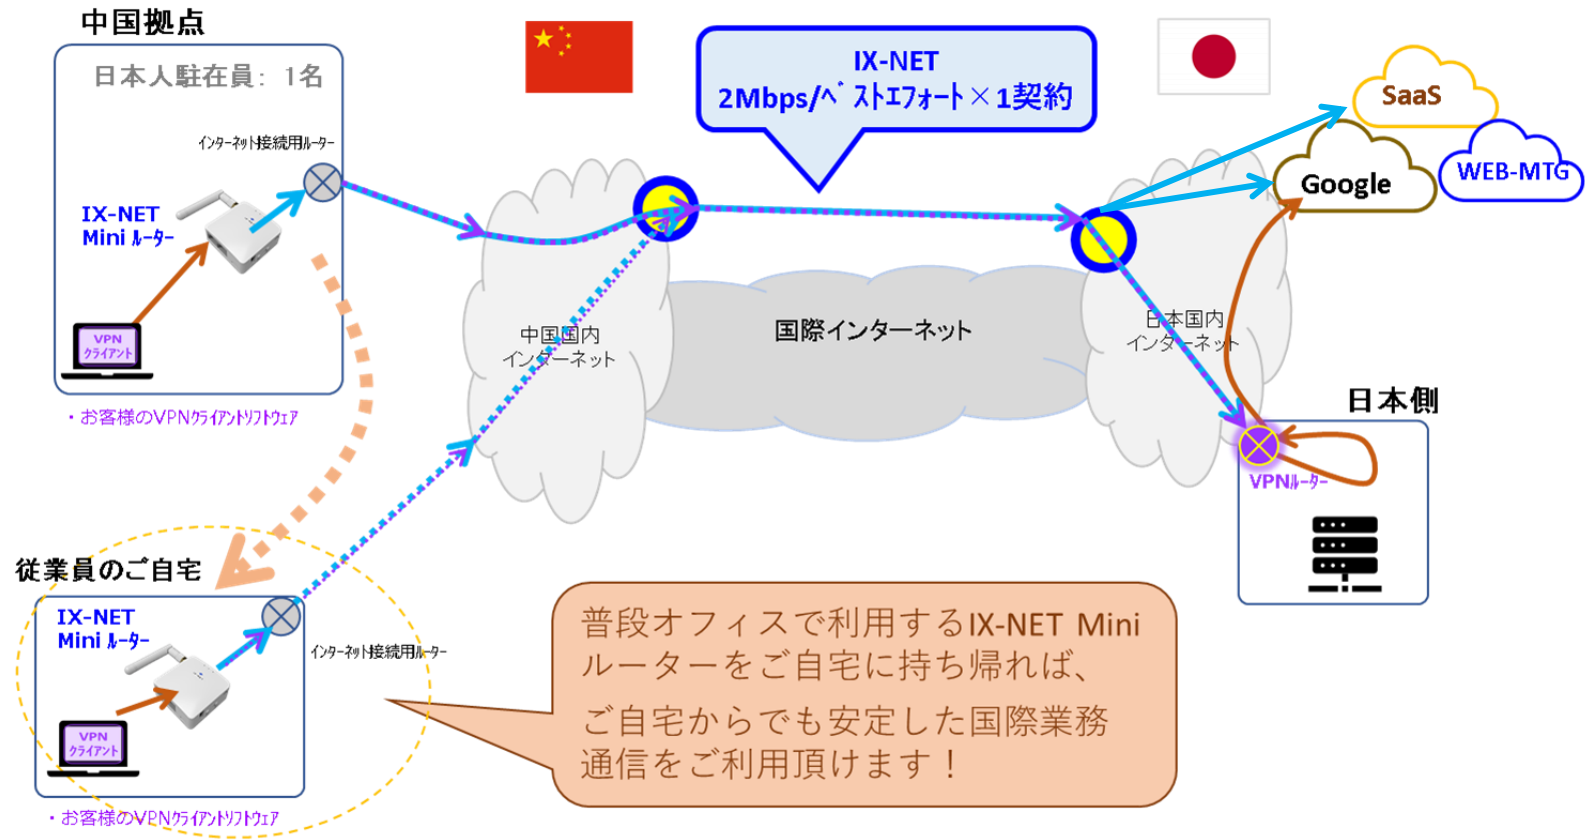 中国拠点
日本人駐在員： 1名
インターネット接続用ルーター
IX-NET
Mini ルーター
VPN
クライアント
・お客様のVPNクライアントソフトウェア
IX-NET
2Mbps/ベストエフォート×1契約
SaaS
Google
WEB-MTG
中国国内
インターネット
国際インターネット
日本国内
インターネット
日本側
VPNルーター
従業員のご自宅
IX-NET
Mini ルーター
インターネット接続用ルーター
VPN
クライアント
・お客様のVPNクライアントソフトウェア
普段オフィスで利用するIX-NET Mini
ルーターをご自宅に持ち帰れば、
ご自宅からでも安定した国際業務
通信をご利用頂けます！